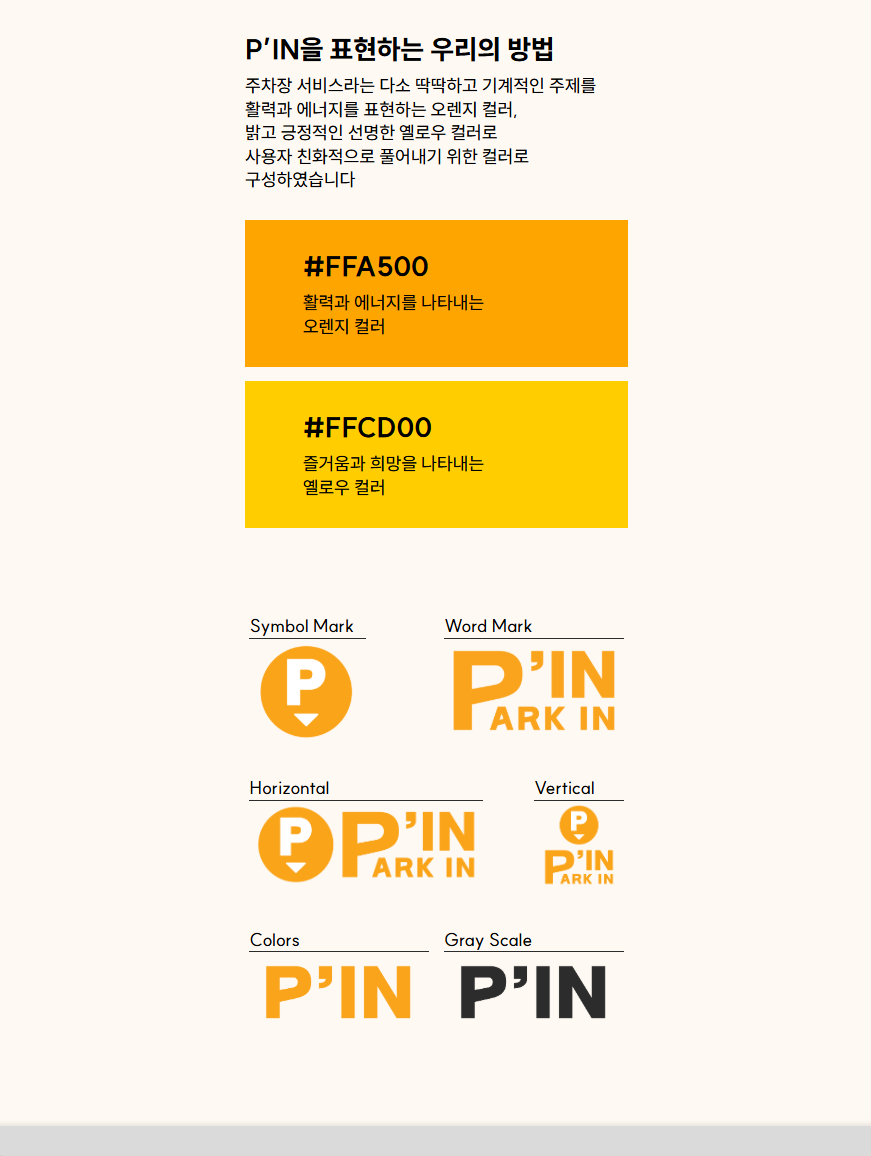 P’IN을 표현하는 우리의 방법
주차장 서비스라는 다소 딱딱하고 기계적인 주제를
활력과 에너지를 표현하는 오렌지 컬러,
밝고 긍정적인 선명한 옐로우 컬러로
사용자 친화적으로 풀어내기 위한 컬러로
구성하였습니다
#FFA500
활력과 에너지를 나타내는
오렌지 컬러
#FFCD00
즐거움과 희망을 나타내는
옐로우 컬러
Symbol Mark
P
Word Mark
P’IN
ARK IN
Horizontal
P P’IN
ARK IN
Vertical
P
P’IN
ARK IN
Colors
P’IN
Gray Scale
P’IN